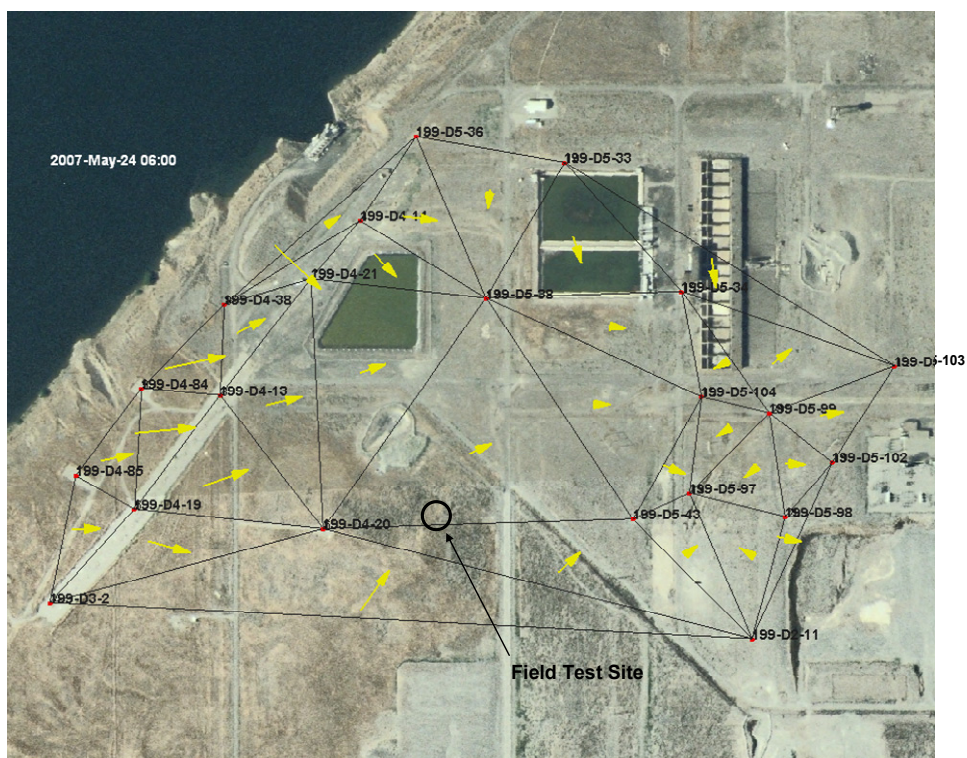 199-D5-36
2007-May-24 06:00
199-D5-33
199-D4-14
199-D4-21
199-D5-38
199-D5-34
199-D4-38
199-D5-103
199-D4-84
199-D4-13
199-D5-104
199-D5-99
199-D4-85
199-D5-102
199-D5-97
199-D4-19
199-D4-20
199-D5-43
199-D5-98
199-D3-2
199-D2-11
Field Test Site